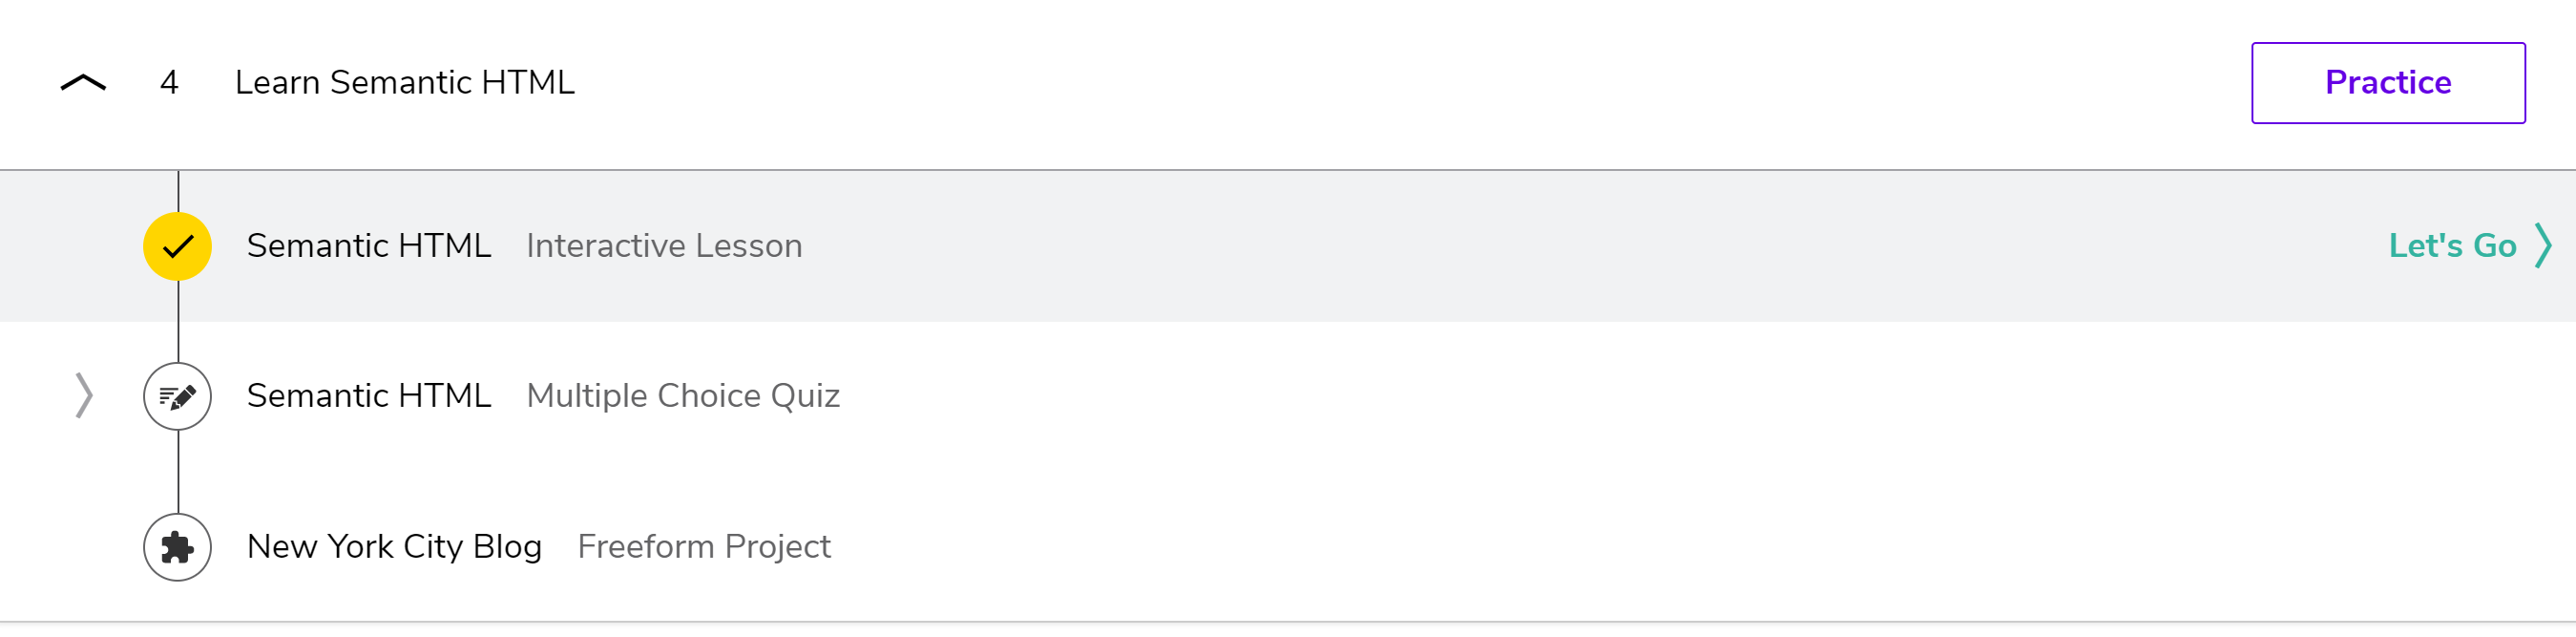 4 Learn Semantic HTML Practice
Semantic HTML Interactive Lesson Let's Go
Semantic HTML Multiple Choice Quiz
New York City Blog Freeform Project